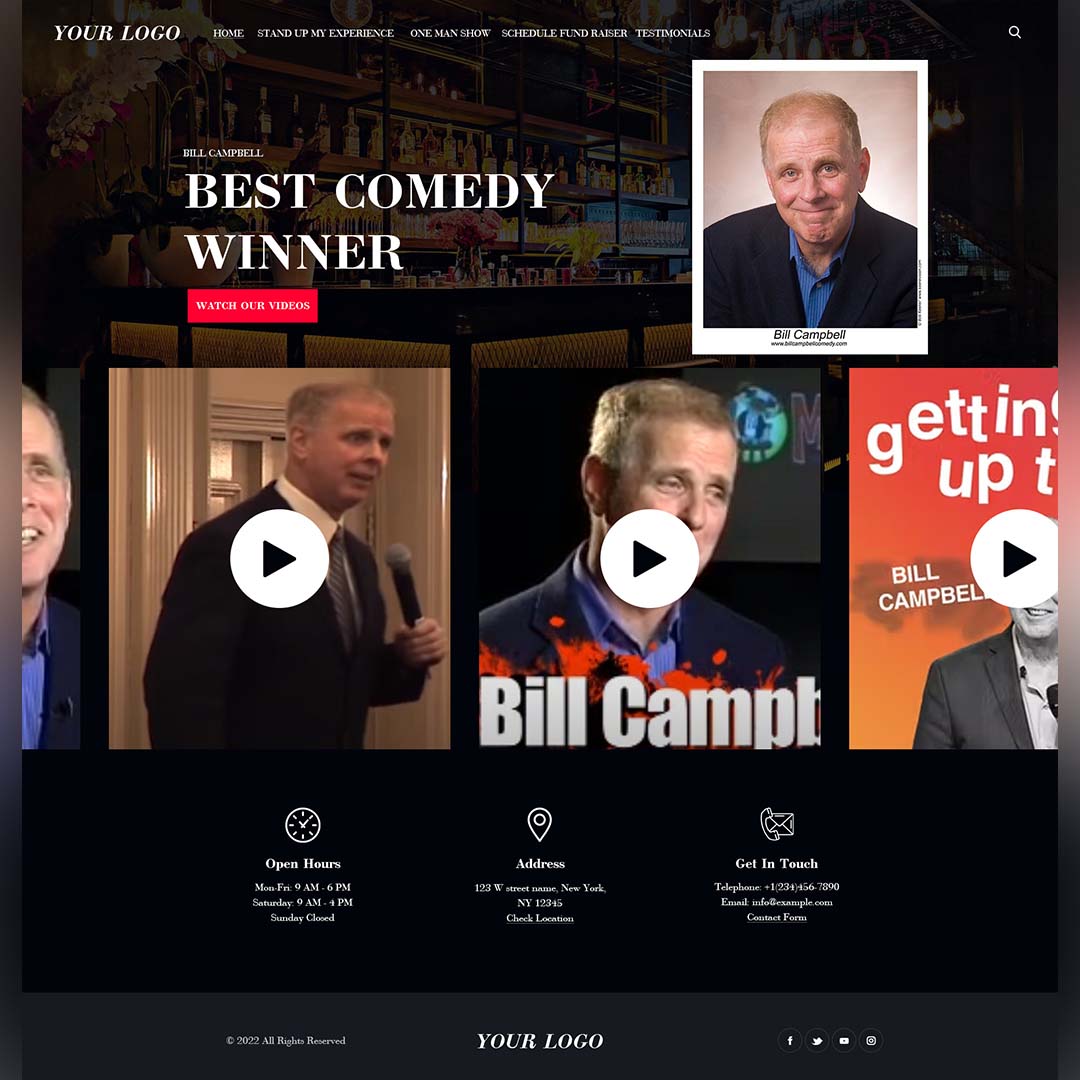 YOUR LOGO
HOME STAND UP MY EXPERIENCE ONE MAN SHOW SCHEDULE FUND RAISER TESTIMONIALS
BILL CAMPBELL
BEST COMEDY
WINNER
WATCH OUR VIDEOS
Bill Campbell
www.billcampbellcomedy.com
Bill Campb
getting
up t
BILL
CAMPBELL
Open Hours
Mon-Fri: 9 AM - 6 PM
Saturday: 9 AM - 4 PM
Sunday Closed
Address
123 W street name, New York,
NY 12345
Check Location
Get In Touch
Telephone: +1(234)456-7890
Email: info@example.com
Contact Form
© 2022 All Rights Reserved
YOUR LOGO